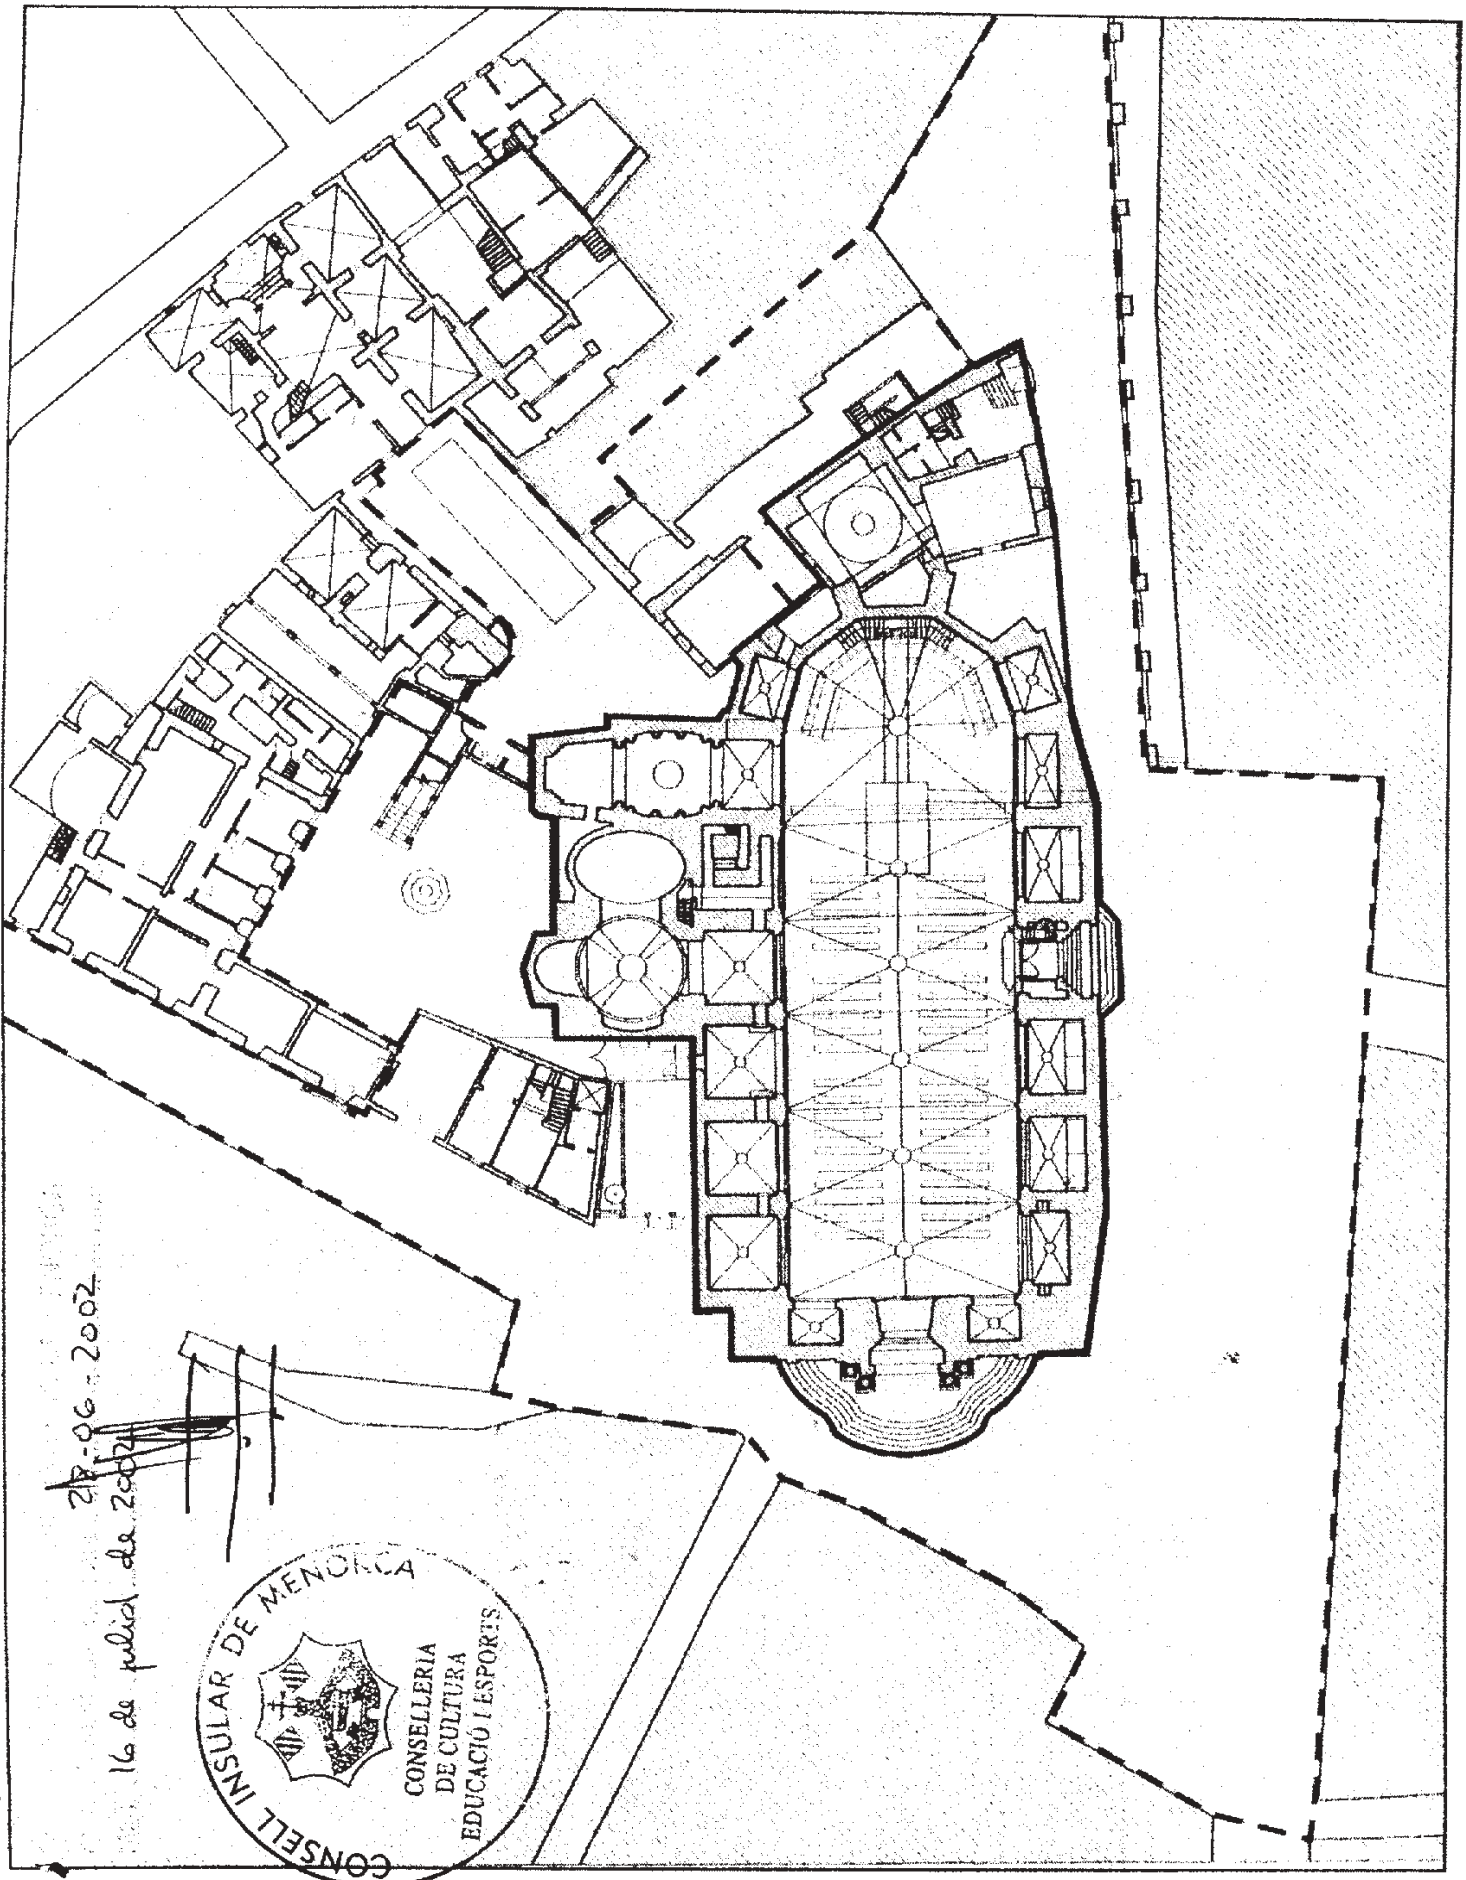 27-06-2002
16 de juliol de 2002
CONSELL INSULAR DE MENORCA
CONSELLERIA
DE CULTURA
EDUCACIÓ I ESPORTS